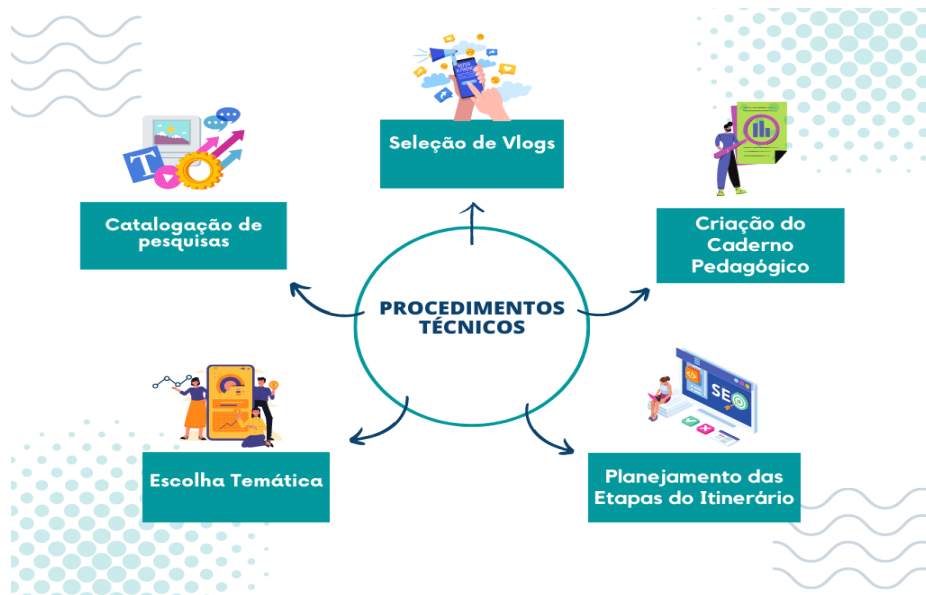 Seleção de Vlogs
Catalogação de
pesquisas
Criação do
Caderno
Pedagógico
PROCEDIMENTOS
TÉCNICOS
Escolha Temática
Planejamento das
Etapas do Itinerário
SEO
T